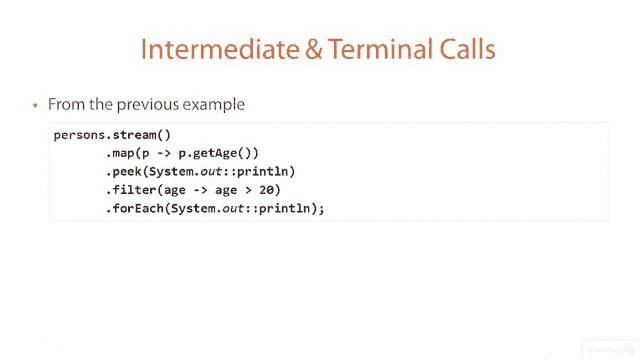 Intermediate & Terminal Calls
• From the previous example
persons.stream()
.map(p -> p.getAge())
.peek(System.out::println)
.filter(age -> age > 20)
.forEach(System.out::println);
pluralsight